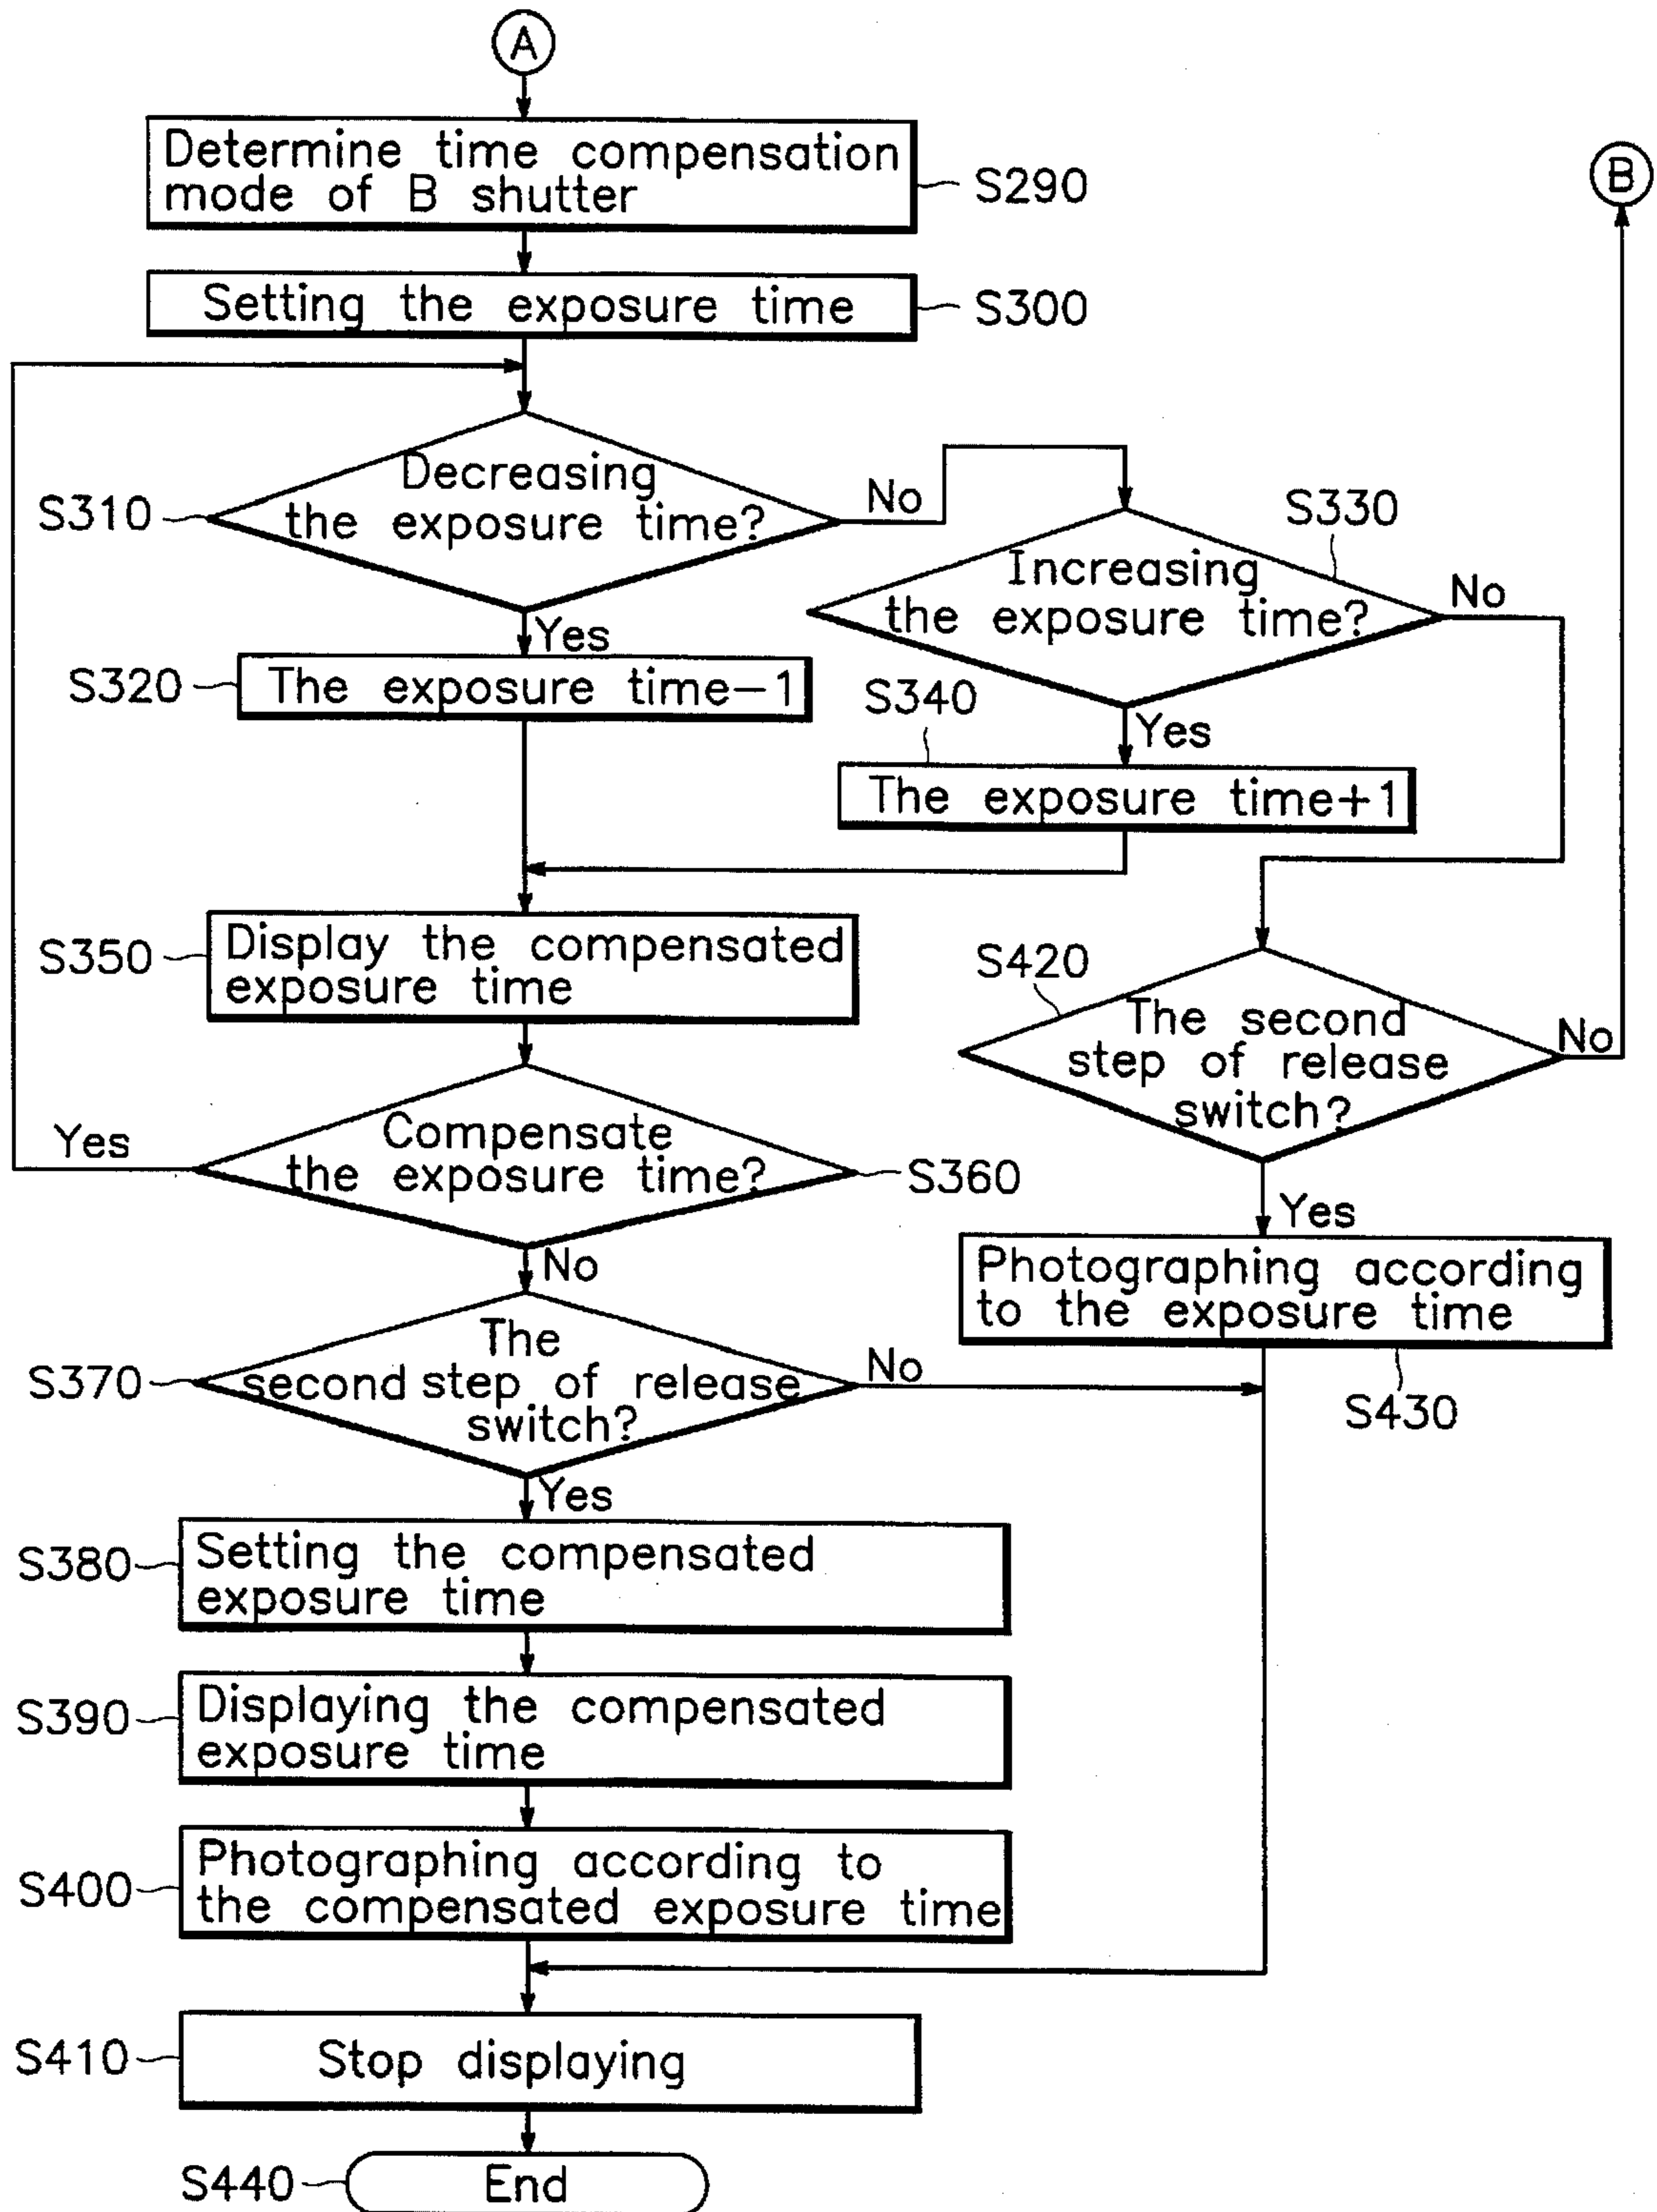 A
Determine time compensation
mode of B shutter
S290
B
Setting the exposure time
S300
Decreasing
the exposure time?
S310
No
Yes
Increasing
the exposure time?
S330
No
Yes
The exposure time-1
S320
S340
The exposure time+1
Display the compensated
exposure time
S350
S420
The second
step of release
switch?
No
Yes
Compensate
the exposure time?
Yes
S360
No
Photographing according
to the exposure time
S430
The
second step of release
switch?
S370
No
Yes
Setting the compensated
exposure time
S380
Displaying the compensated
exposure time
S390
Photographing according to
the compensated exposure time
S400
Stop displaying
S410
End
S440